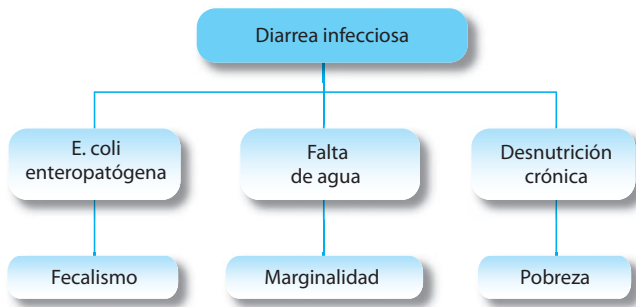 Diarrea infecciosa
E. coli
enteropatógena
Falta
de agua
Desnutrición
crónica
Fecalismo
Marginalidad
Pobreza